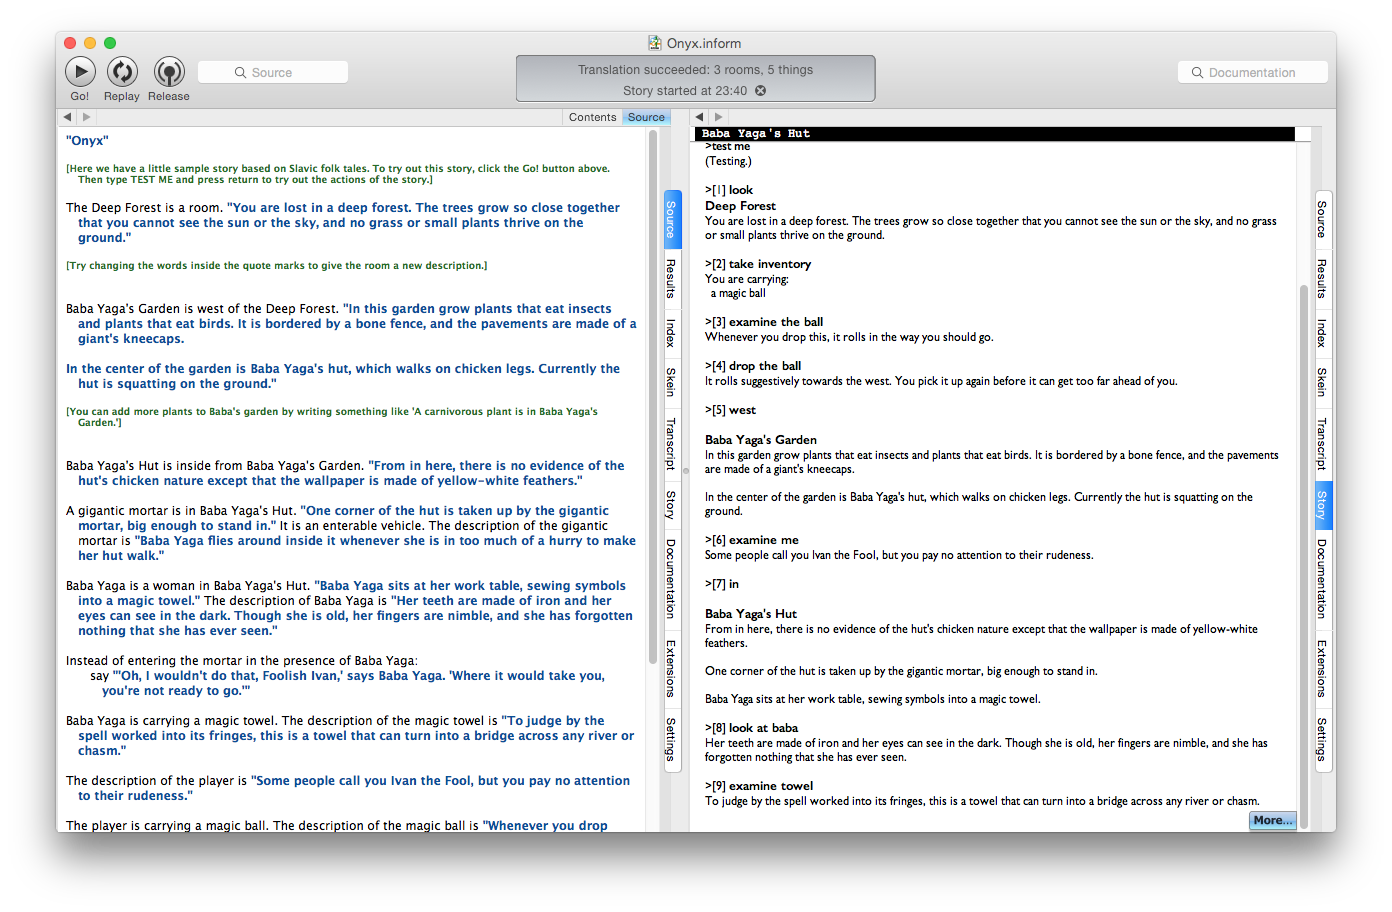 Onyx.inform
Go!
Replay
Release
Source
Translation succeeded: 3 rooms, 5 things
Story started at 23:40
Documentation
Contents
Source
"Onyx"
[Here we have a little sample story based on Slavic folk tales. To try out this story, click the Go! button above.
Then type TEST ME and press return to try out the actions of the story.]
The Deep Forest is a room. "You are lost in a deep forest. The trees grow so close together
that you cannot see the sun or the sky, and no grass or small plants thrive on the
ground."
[Try changing the words inside the quote marks to give the room a new description.]
Baba Yaga's Garden is west of the Deep Forest. "In this garden grow plants that eat insects
and plants that eat birds. It is bordered by a bone fence, and the pavements are made of a
giant's kneecaps.
In the center of the garden is Baba Yaga's hut, which walks on chicken legs. Currently the
hut is squatting on the ground."
[You can add more plants to Baba's garden by writing something like 'A carnivorous plant is in Baba Yaga's
Garden.']
Baba Yaga's Hut is inside from Baba Yaga's Garden. "From in here, there is no evidence of the
hut's chicken nature except that the wallpaper is made of yellow-white feathers."
A gigantic mortar is in Baba Yaga's Hut. "One corner of the hut is taken up by the gigantic
mortar, big enough to stand in." It is an enterable vehicle. The description of the gigantic
mortar is "Baba Yaga flies around inside it whenever she is in too much of a hurry to make
her hut walk."
Baba Yaga is a woman in Baba Yaga's Hut. "Baba Yaga sits at her work table, sewing symbols
into a magic towel." The description of Baba Yaga is "Her teeth are made of iron and her
eyes can see in the dark. Though she is old, her fingers are nimble, and she has forgotten
nothing that she has ever seen."
Instead of entering the mortar in the presence of Baba Yaga:
say "'Oh, I wouldn't do that, Foolish Ivan,' says Baba Yaga. 'Where it would take you,
you're not ready to go.'"
Baba Yaga is carrying a magic towel. The description of the magic towel is "To judge by the
spell worked into its fringes, this is a towel that can turn into a bridge across any river or
chasm."
The description of the player is "Some people call you Ivan the Fool, but you pay no attention
to their rudeness."
The player is carrying a magic ball. The description of the magic ball is "Whenever you drop
Source
Results
Index
Skein
Transcript
Story
Documentation
Extensions
Settings
Baba Yaga's Hut
>test me
(Testing.)
>[1] look
Deep Forest
You are lost in a deep forest. The trees grow so close together that you cannot see the sun or the sky, and no grass
or small plants thrive on the ground.
>[2] take inventory
You are carrying:
a magic ball
>[3] examine the ball
Whenever you drop this, it rolls in the way you should go.
>[4] drop the ball
It rolls suggestively towards the west. You pick it up again before it can get too far ahead of you.
>[5] west
Baba Yaga's Garden
In this garden grow plants that eat insects and plants that eat birds. It is bordered by a bone fence, and the pavements
are made of a giant's kneecaps.
In the center of the garden is Baba Yaga's hut, which walks on chicken legs. Currently the hut is squatting on the
ground.
>[6] examine me
Some people call you Ivan the Fool, but you pay no attention to their rudeness.
>[7] in
Baba Yaga's Hut
From in here, there is no evidence of the hut's chicken nature except that the wallpaper is made of yellow-white
feathers.
One corner of the hut is taken up by the gigantic mortar, big enough to stand in.
Baba Yaga sits at her work table, sewing symbols into a magic towel.
>[8] look at baba
Her teeth are made of iron and her eyes can see in the dark. Though she is old, her fingers are nimble, and she has
forgotten nothing that she has ever seen.
>[9] examine towel
To judge by the spell worked into its fringes, this is a towel that can turn into a bridge across any river or chasm.
More...
Source
Results
Index
Skein
Transcript
Story
Documentation
Extensions
Settings